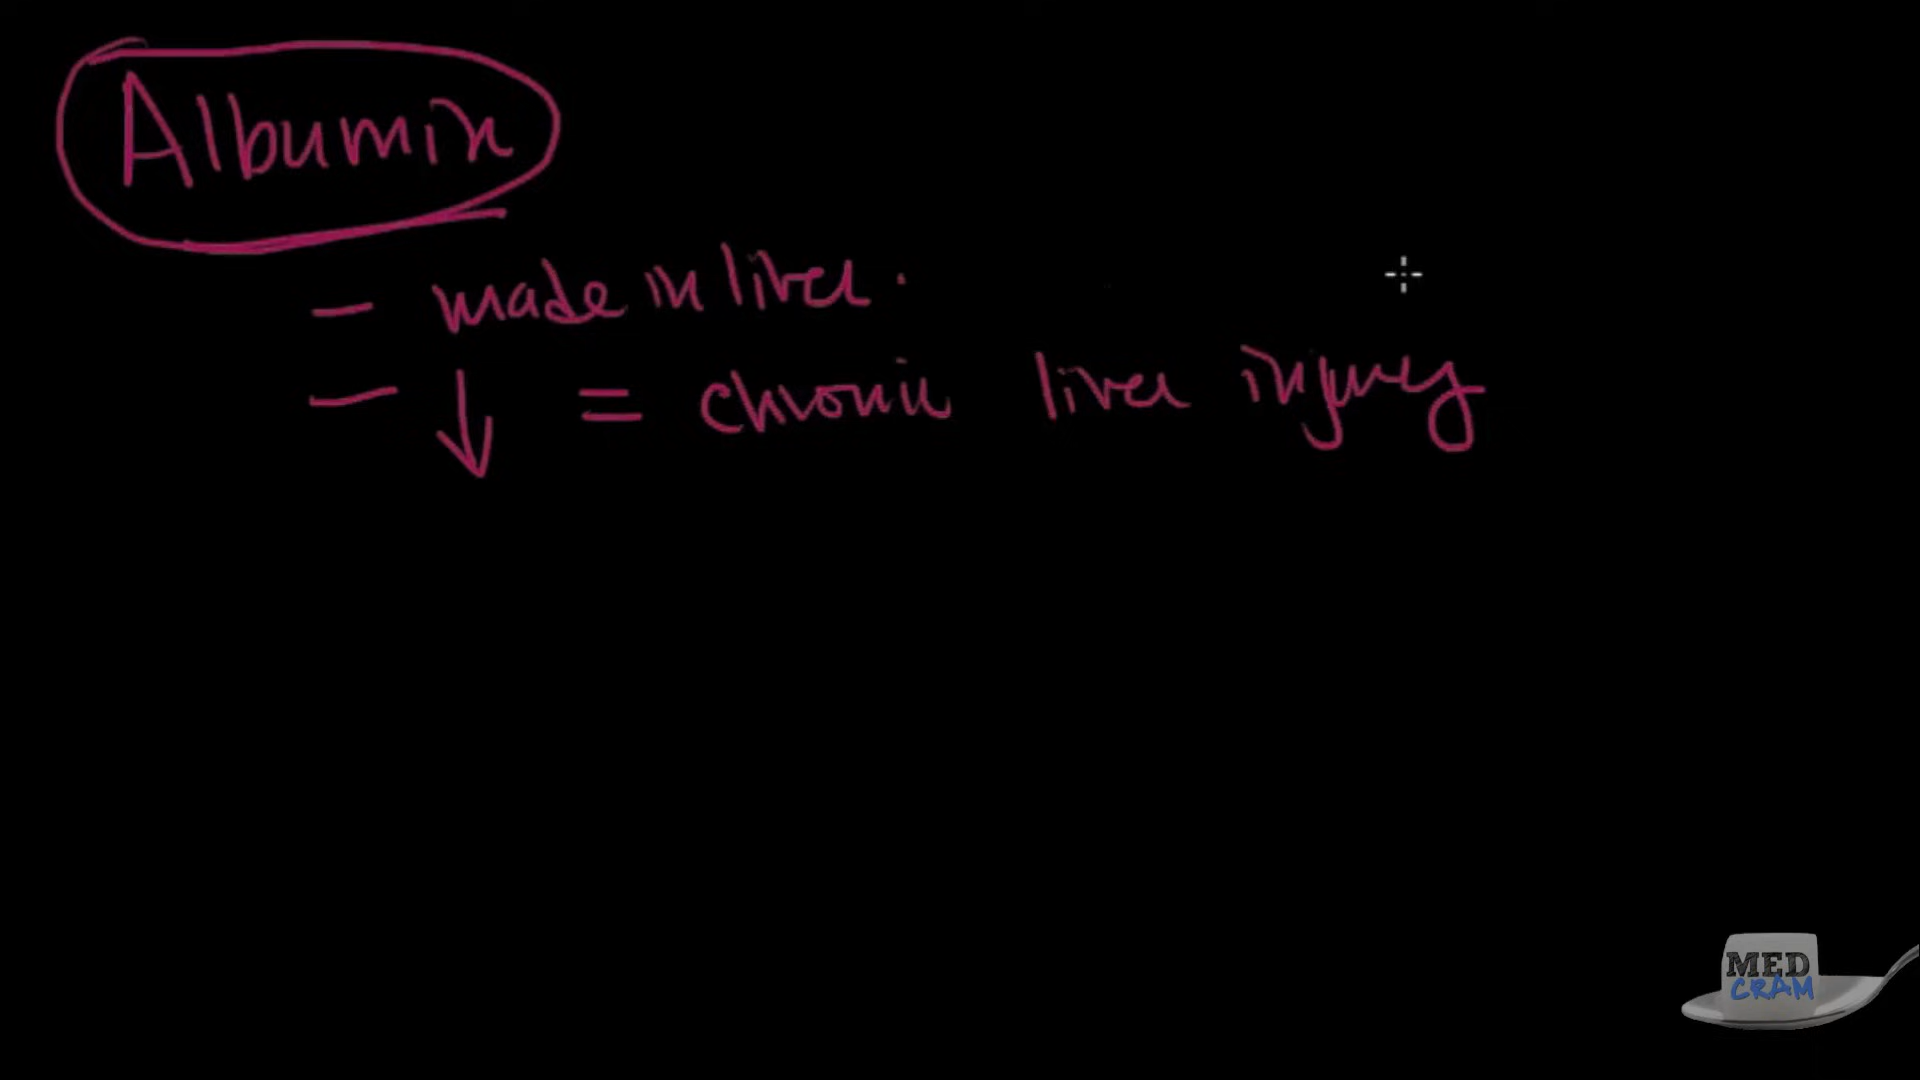 Albumin
- made in liver.
- ↓ = chronic liver injury
MED
CRAM